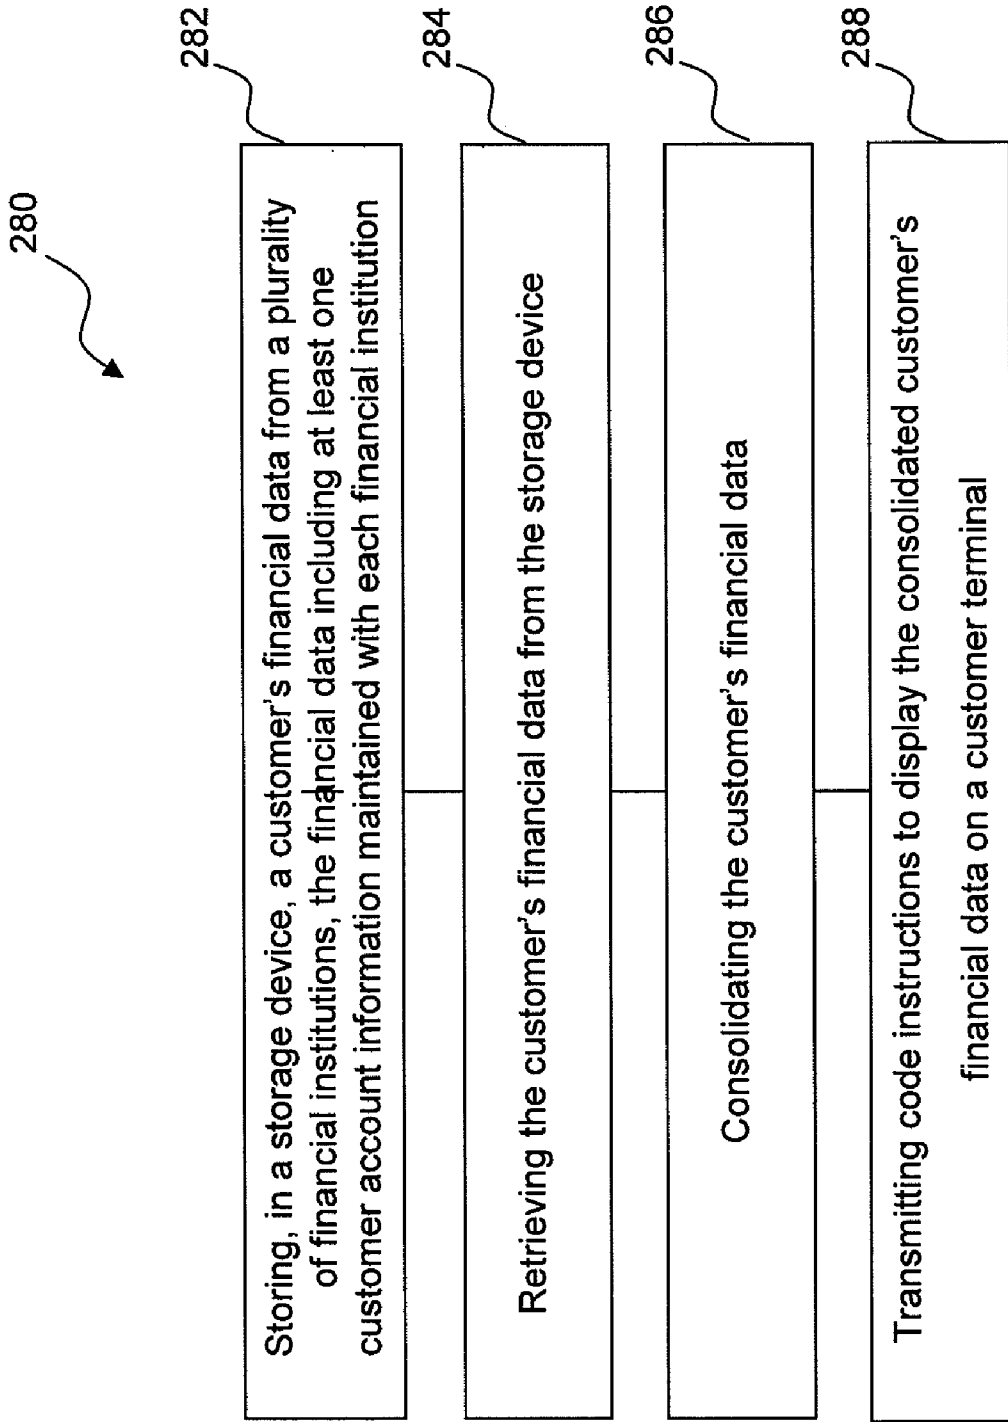 280
282
Storing, in a storage device, a customer's financial data from a plurality
of financial institutions, the financial data including at least one
customer account information maintained with each financial institution
284
Retrieving the customer's financial data from the storage device
286
Consolidating the customer's financial data
288
Transmitting code instructions to display the consolidated customer's
financial data on a customer terminal